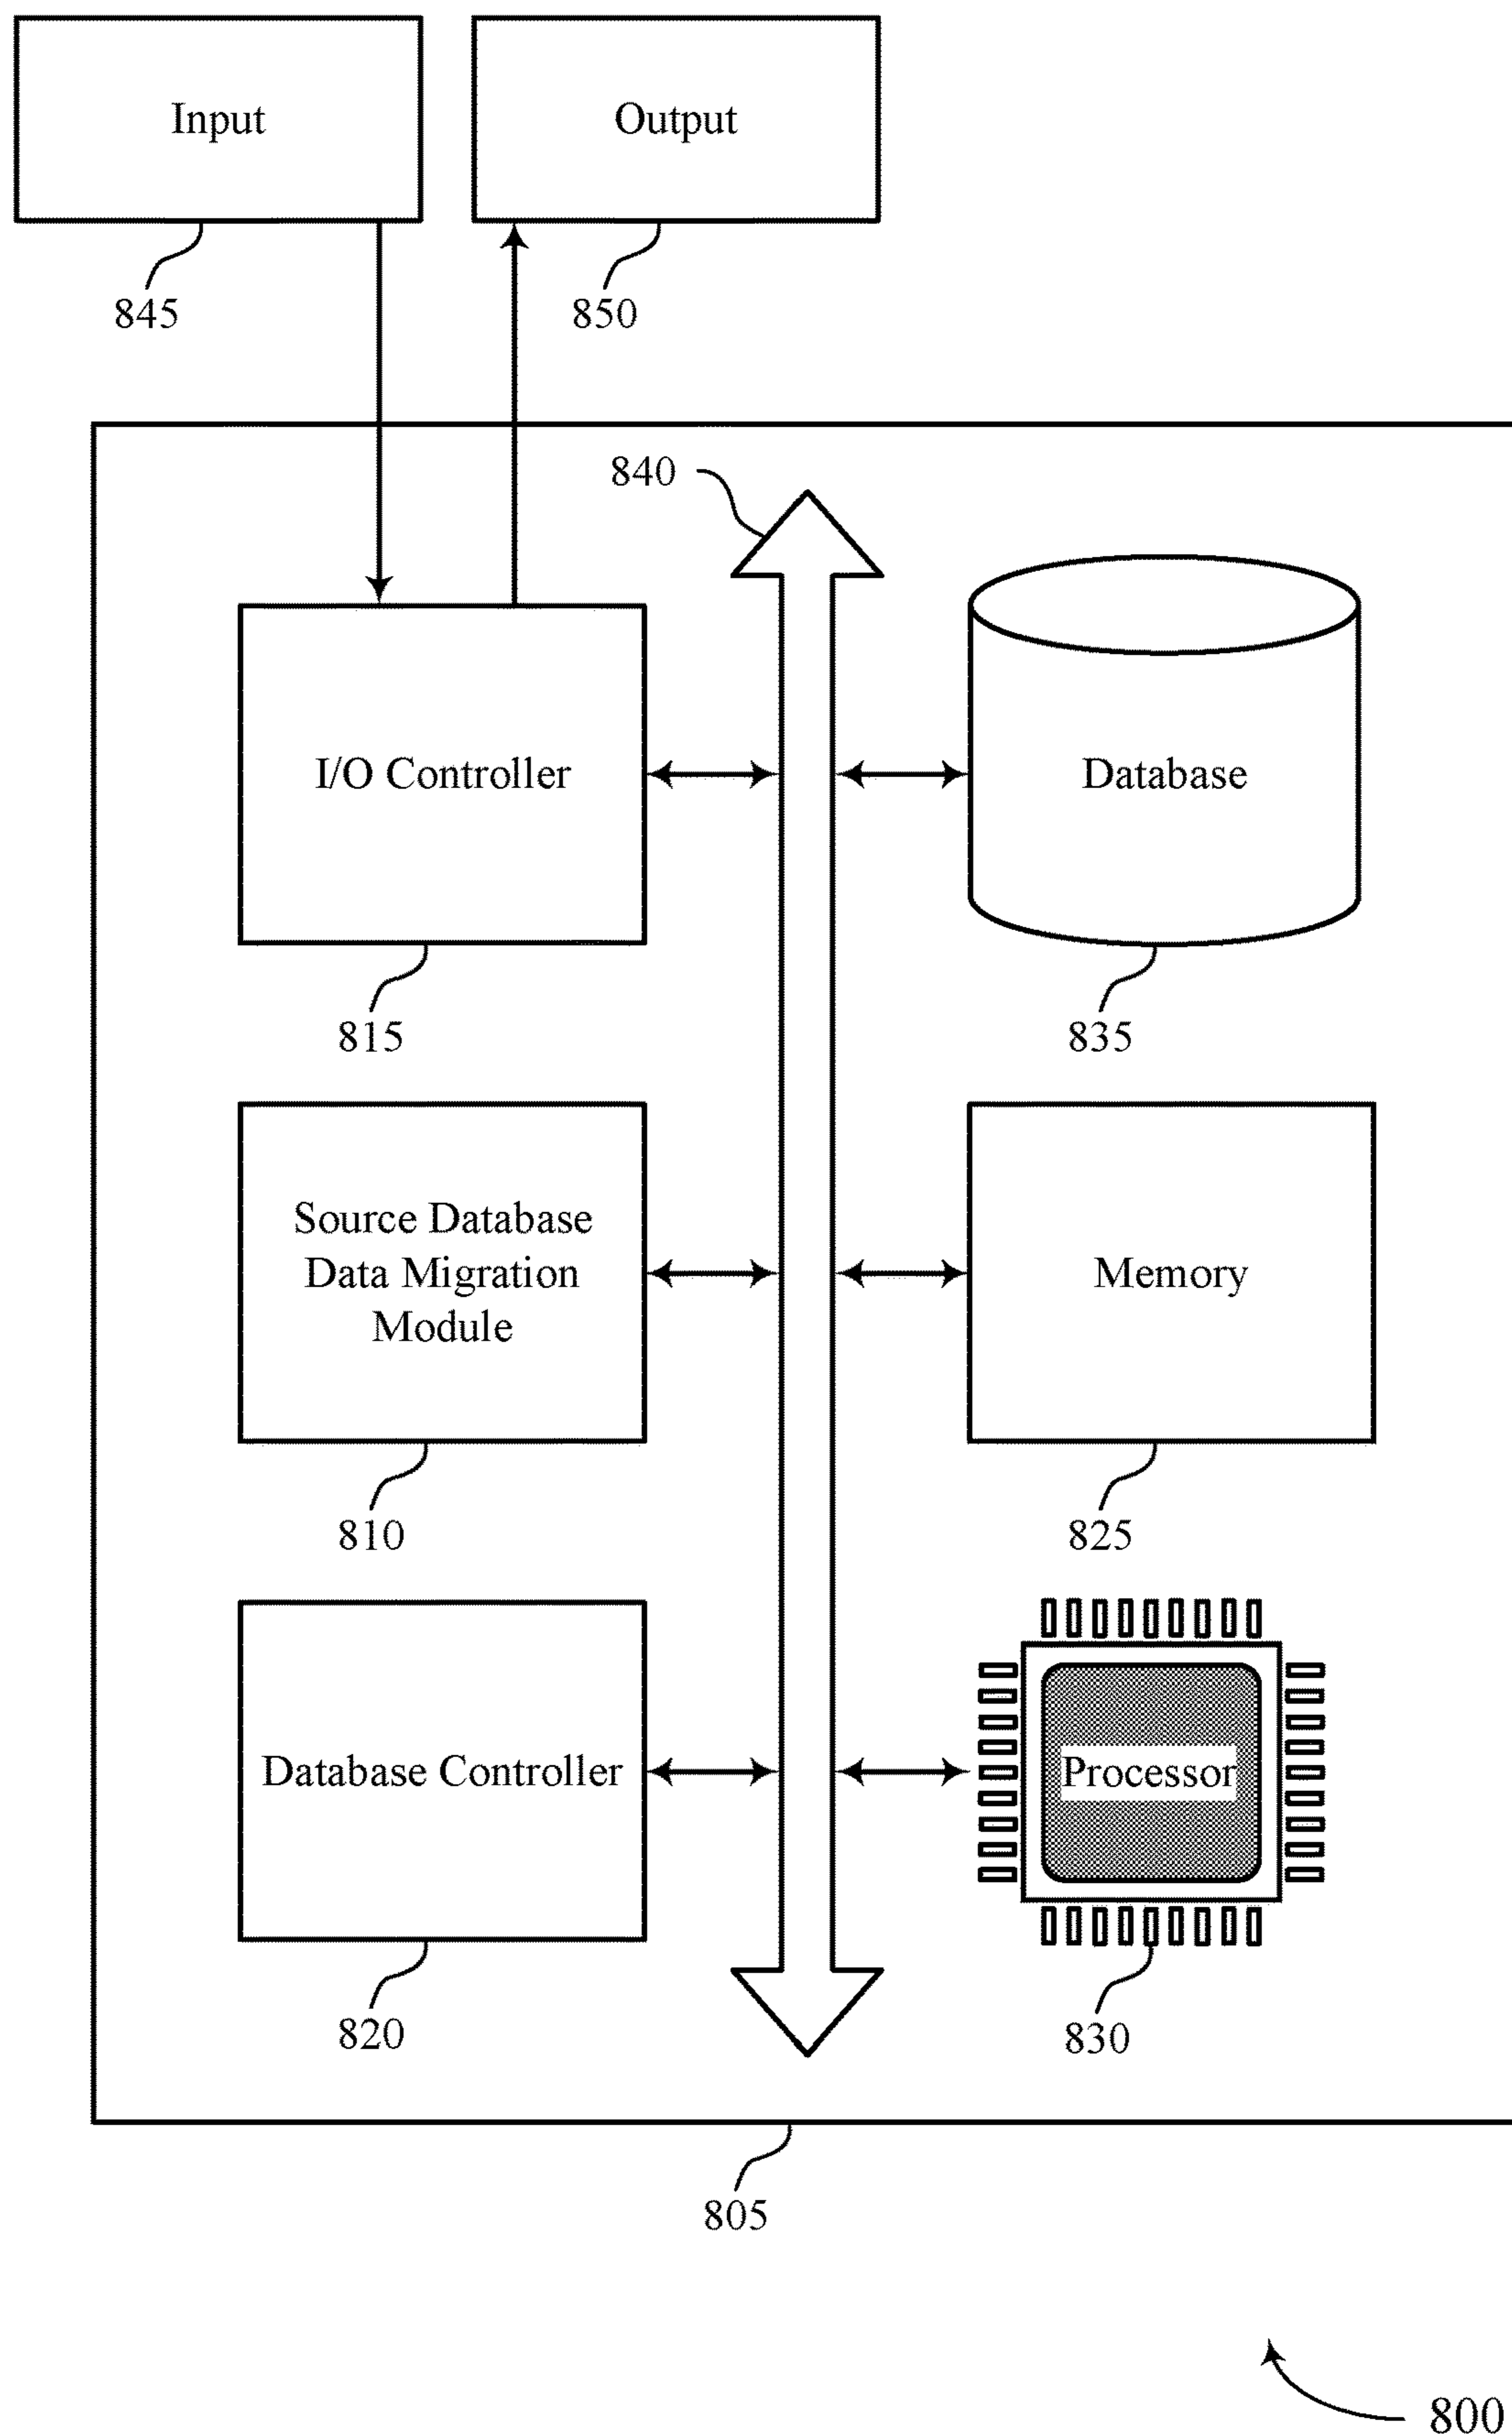 Input
Output
845
850
840
I/O Controller
Database
815
835
Source Database
Data Migration
Module
Memory
810
825
Database Controller
Processor
820
830
805
800